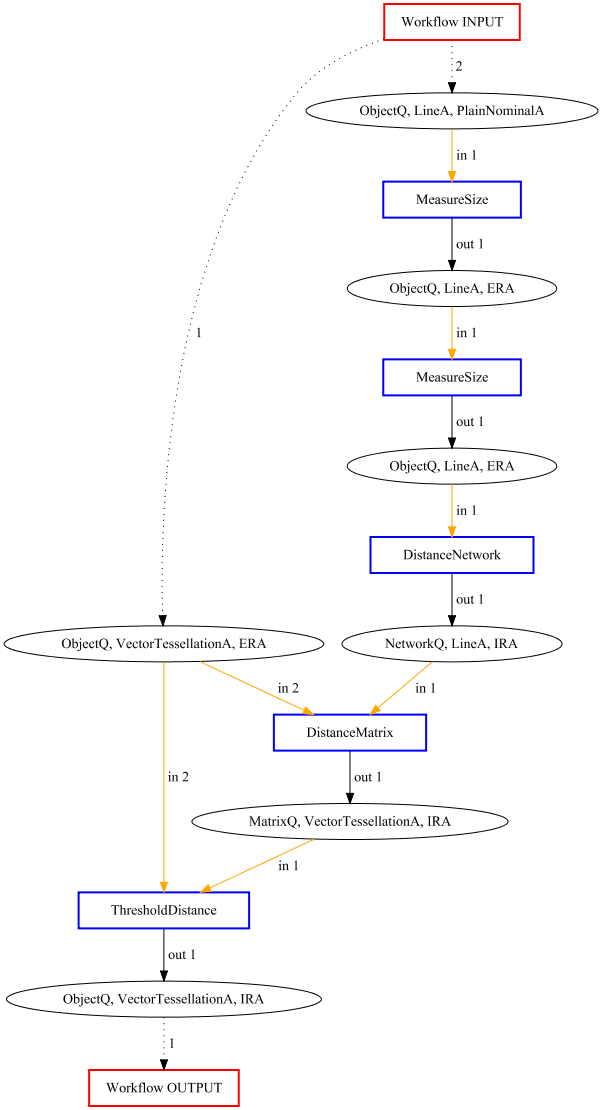 Workflow INPUT
2
ObjectQ, LineA, PlainNominalA
in 1
MeasureSize
out 1
ObjectQ, LineA, ERA
1
in 1
MeasureSize
out 1
ObjectQ, LineA, ERA
in 1
DistanceNetwork
out 1
ObjectQ, VectorTessellationA, ERA
NetworkQ, LineA, IRA
in 2
in 1
DistanceMatrix
in 2
out 1
MatrixQ, VectorTessellationA, IRA
in 1
ThresholdDistance
out 1
ObjectQ, VectorTessellationA, IRA
1
Workflow OUTPUT